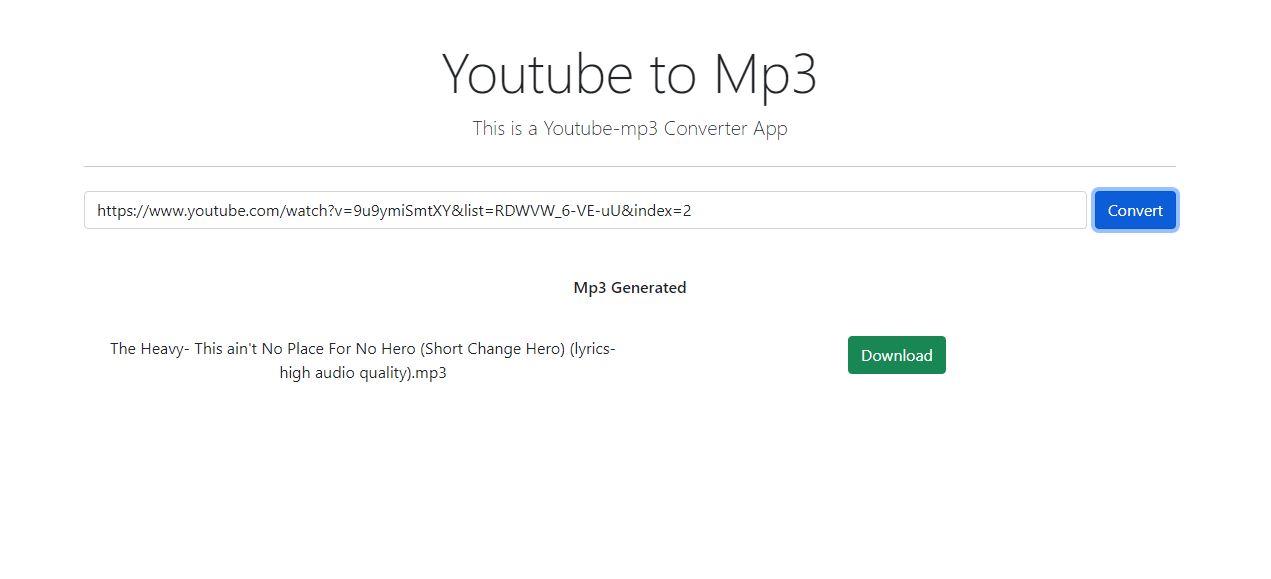 Youtube to Mp3
This is a Youtube-mp3 Converter App
https://www.youtube.com/watch?v=9u9ymiSmtXY&list=RDWVW_6-VE-uU&index=2
Convert
Mp3 Generated
The Heavy- This ain't No Place For No Hero (Short Change Hero) (lyrics-
high audio quality).mp3
Download